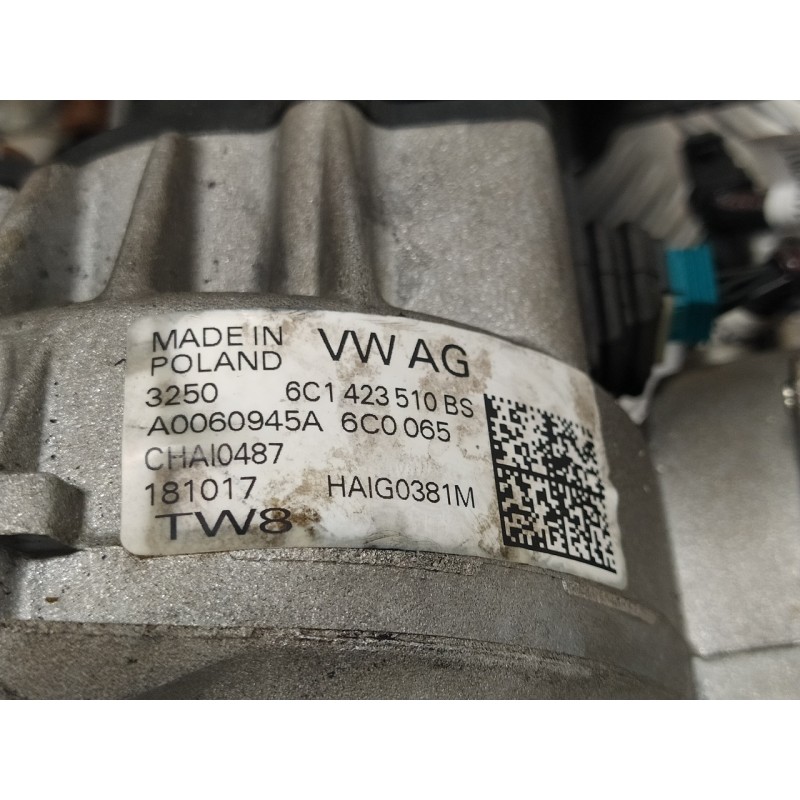 MADE IN POLAND VW AG
3250 6C1 423 510 BS
A0060945A 6C0 065
CHAI0487
181017 HAIG0381M
TW8